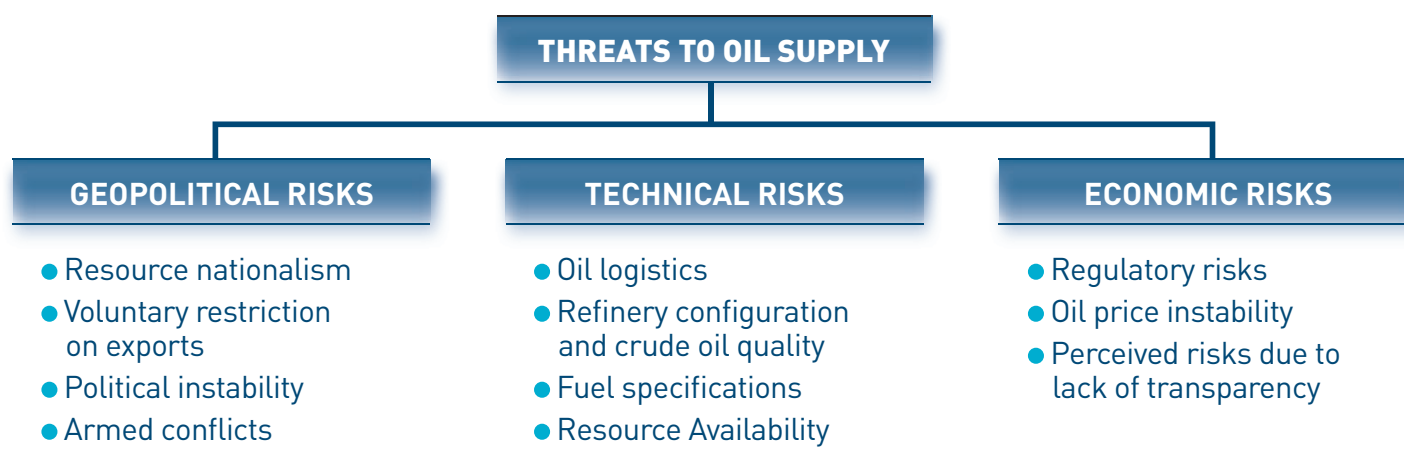 THREATS TO OIL SUPPLY
GEOPOLITICAL RISKS
Resource nationalism
Voluntary restriction
on exports
Political instability
Armed conflicts
TECHNICAL RISKS
Oil logistics
Refinery configuration
and crude oil quality
Fuel specifications
Resource Availability
ECONOMIC RISKS
Regulatory risks
Oil price instability
Perceived risks due to
lack of transparency